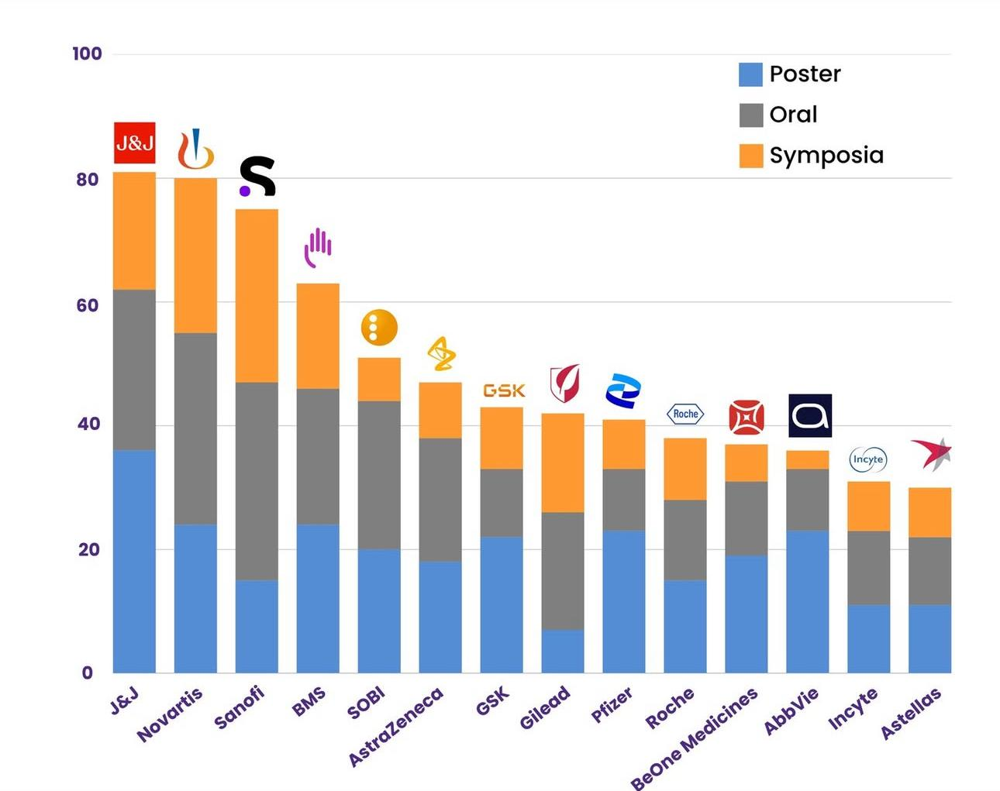 100
80
60
40
20
0
Poster
Oral
Symposia
J&J
GSK
Roche
Incyte
J&J
Novartis
Sanofi
BMS
SOBI
AstraZeneca
GSK
Gilead
Pfizer
Roche
BeOne Medicines
AbbVie
Incyte
Astellas